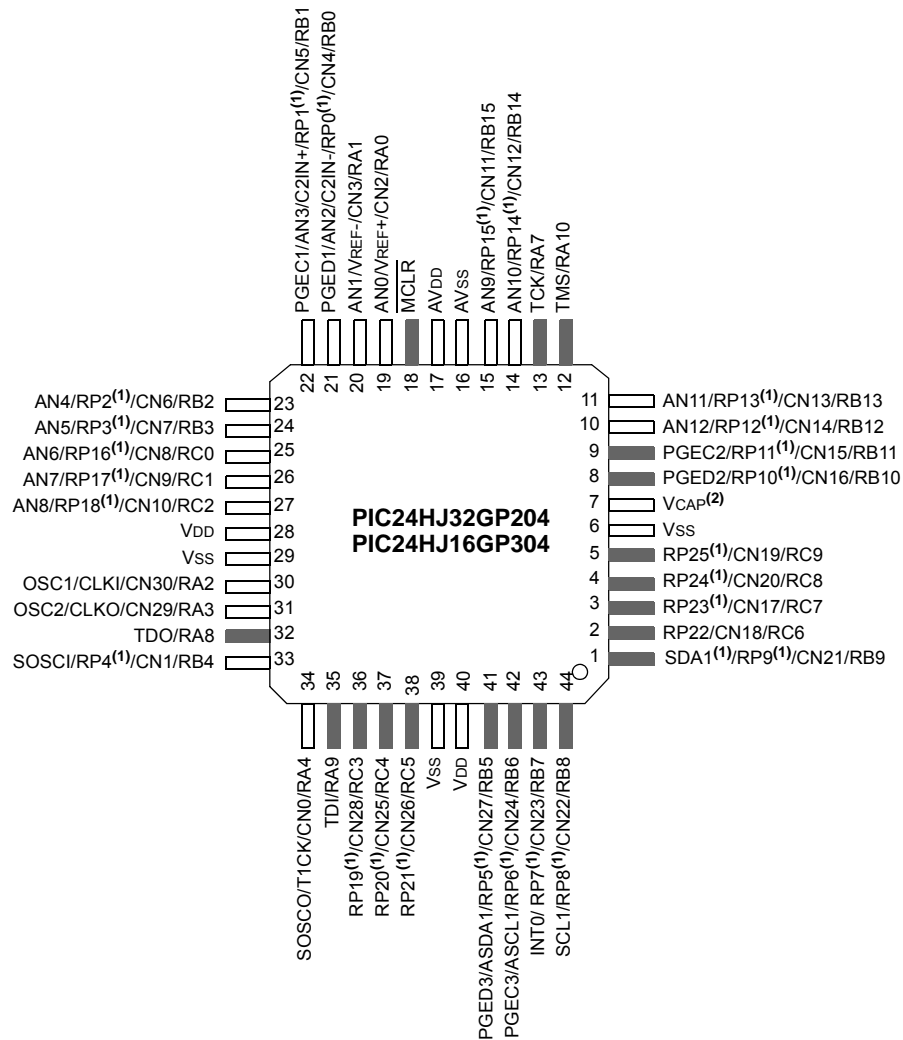 PGEC1/AN3/C2IN+/RP1(1)/CN5/RB1
PGED1/AN2/C2IN-/RP0(1)/CN4/RB0
AN1/VREF-/CN3/RA1
AN0/VREF+/CN2/RA0
MCLR
AVDD
AVSS
AN9/RP15(1)/CN11/RB15
AN10/RP14(1)/CN12/RB14
TCK/RA7
TMS/RA10
22
21
20
19
18
17
16
15
14
13
12
AN4/RP2(1)/CN6/RB2 23
AN5/RP3(1)/CN7/RB3 24
AN6/RP16(1)/CN8/RC0 25
AN7/RP17(1)/CN9/RC1 26
AN8/RP18(1)/CN10/RC2 27
VDD 28
VSS 29
OSC1/CLKI/CN30/RA2 30
OSC2/CLKO/CN29/RA3 31
TDO/RA8 32
SOSCI/RP4(1)/CN1/RB4 33
PIC24HJ32GP204
PIC24HJ16GP304
11 AN11/RP13(1)/CN13/RB13
10 AN12/RP12(1)/CN14/RB12
9 PGEC2/RP11(1)/CN15/RB11
8 PGED2/RP10(1)/CN16/RB10
7 VCAP(2)
6 VSS
5 RP25(1)/CN19/RC9
4 RP24(1)/CN20/RC8
3 RP23(1)/CN17/RC7
2 RP22/CN18/RC6
1 SDA1(1)/RP9(1)/CN21/RB9
34
35
36
37
38
39
40
41
42
43
44
SOSCO/T1CK/CN0/RA4
TDI/RA9
RP19(1)/CN28/RC3
RP20(1)/CN25/RC4
RP21(1)/CN26/RC5
VSS
VDD
PGED3/ASDA1/RP5(1)/CN27/RB5
PGEC3/ASCL1/RP6(1)/CN24/RB6
INT0/ RP7(1)/CN23/RB7
SCL1/RP8(1)/CN22/RB8